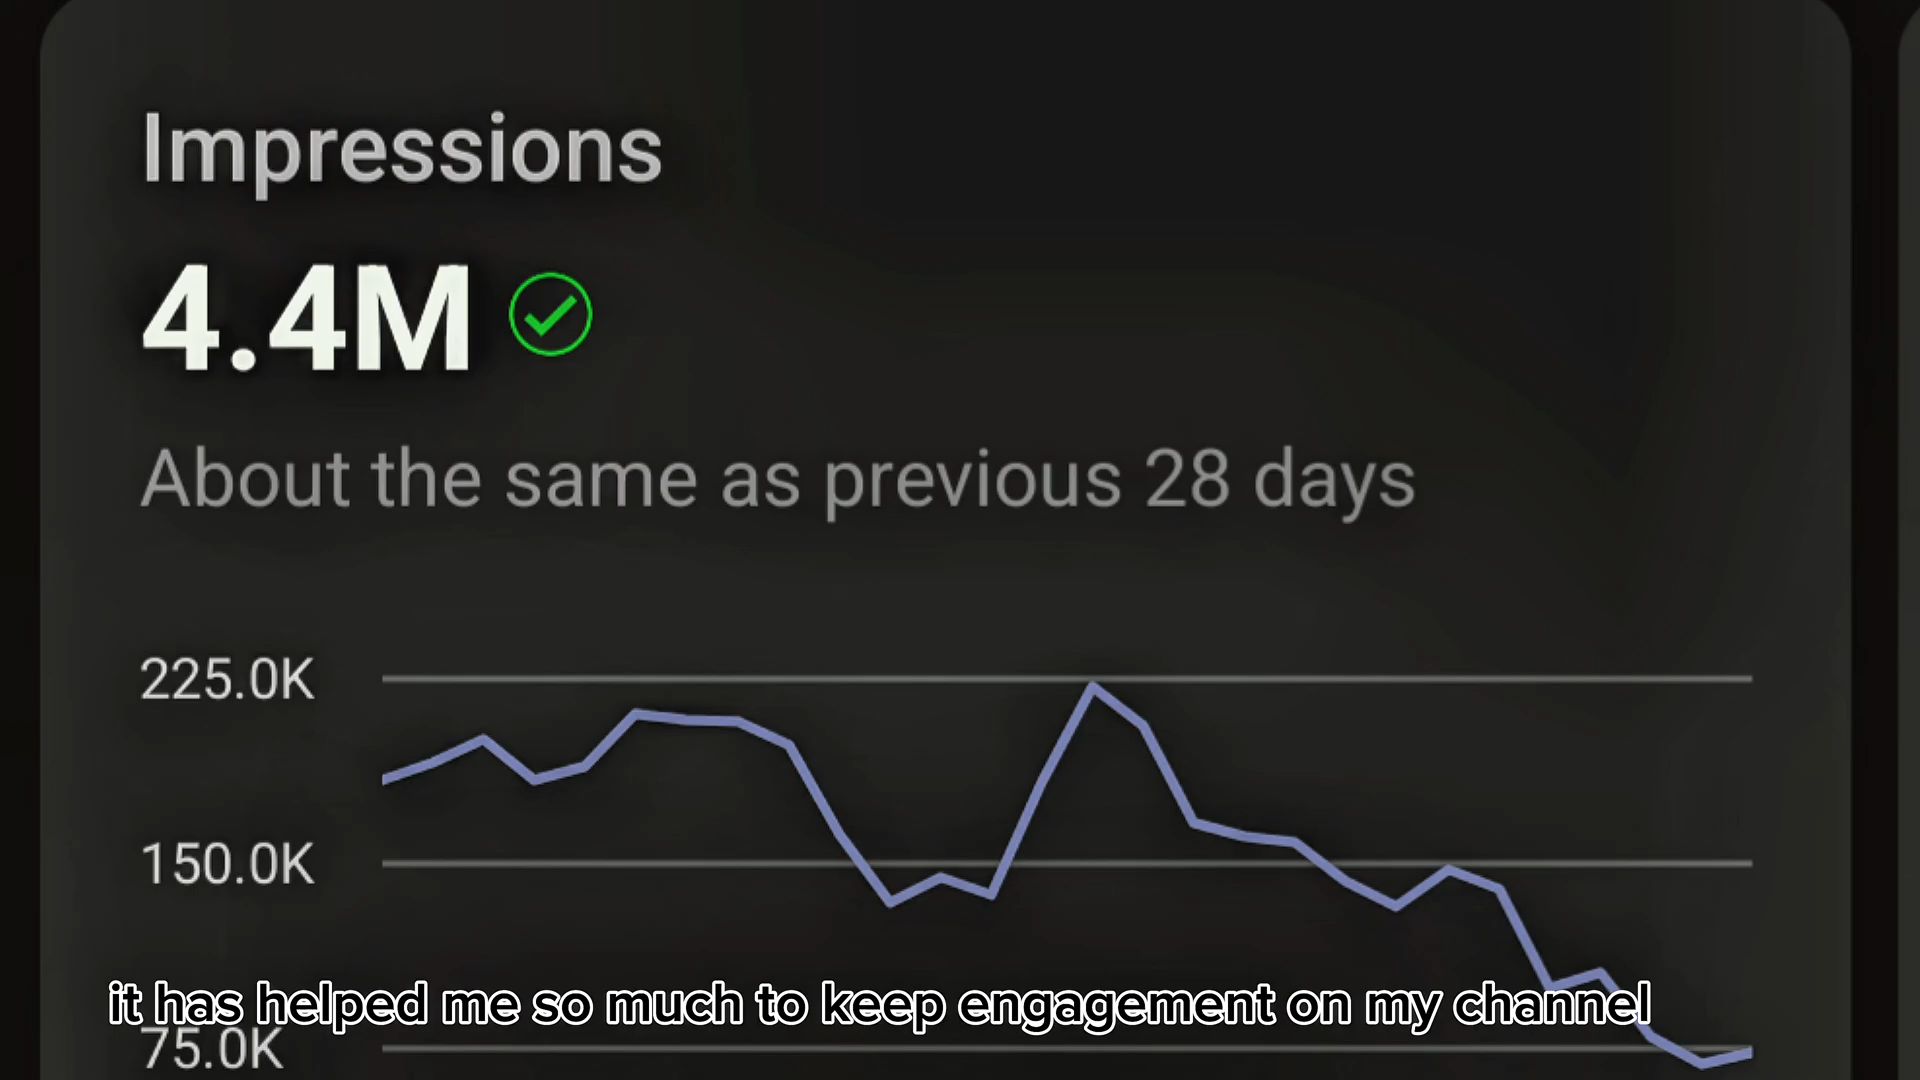 Impressions
4.4M
About the same as previous 28 days
225.0K
150.0K
it has helped me so much to keep engagement on my channel
75.0K